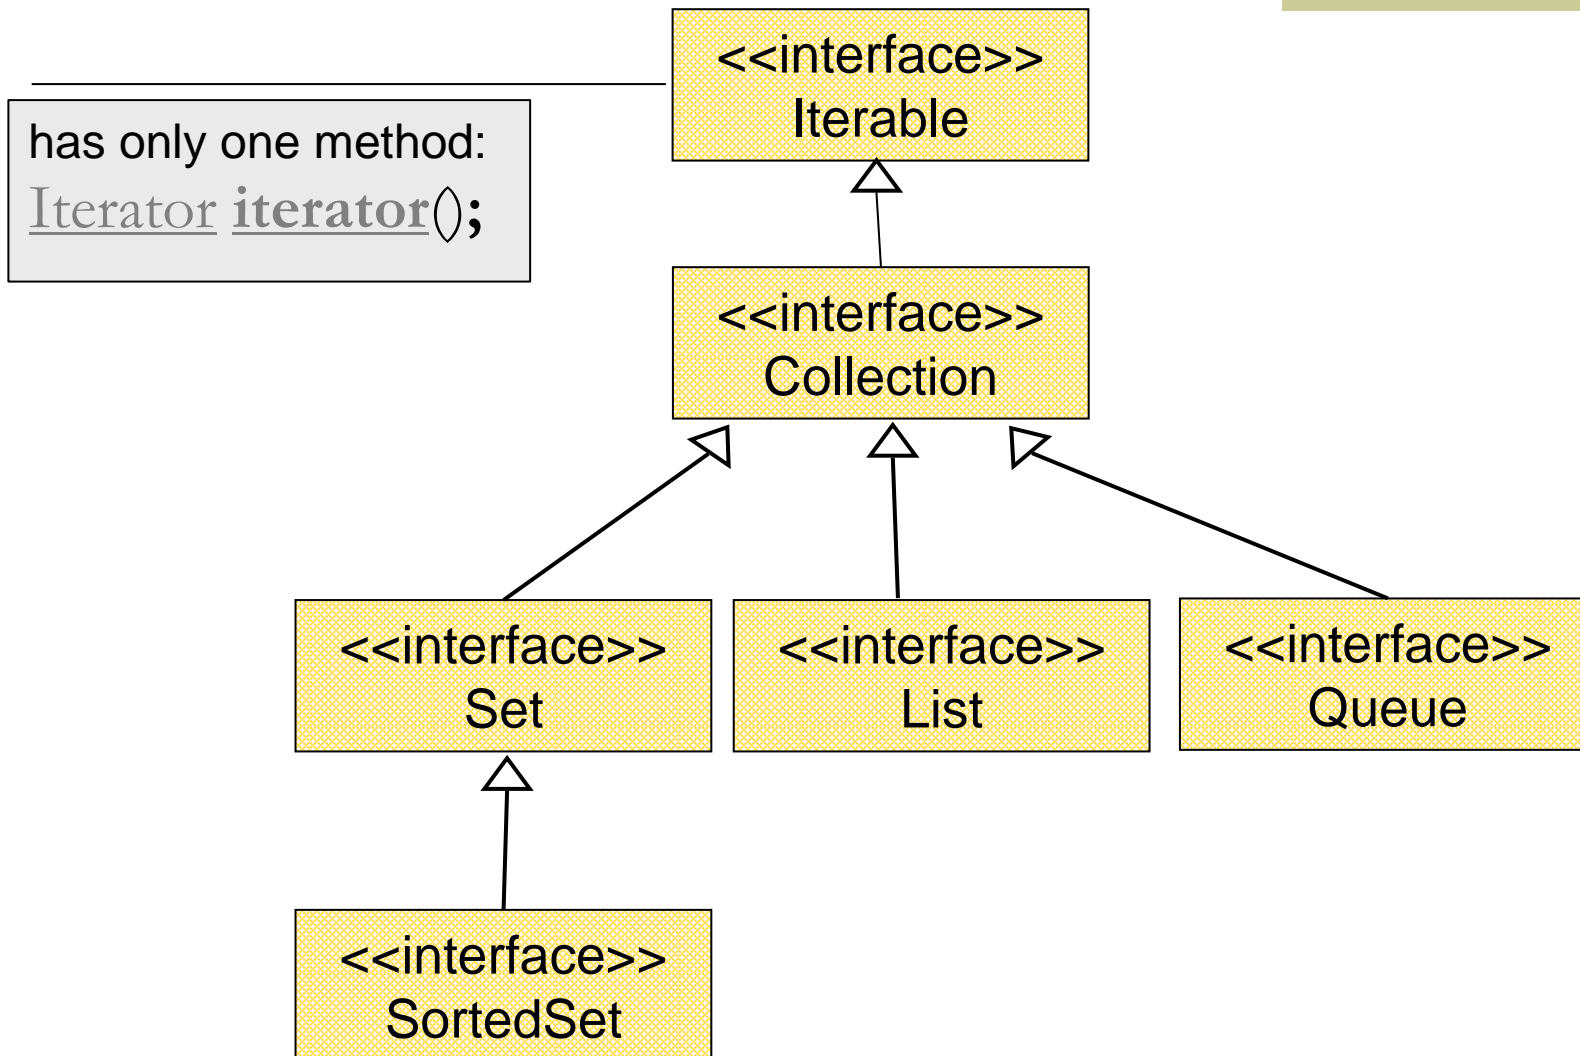 <<interface>>
Iterable
has only one method:
Iterator iterator();
<<interface>>
Collection
<<interface>>
Set
<<interface>>
List
<<interface>>
Queue
<<interface>>
SortedSet